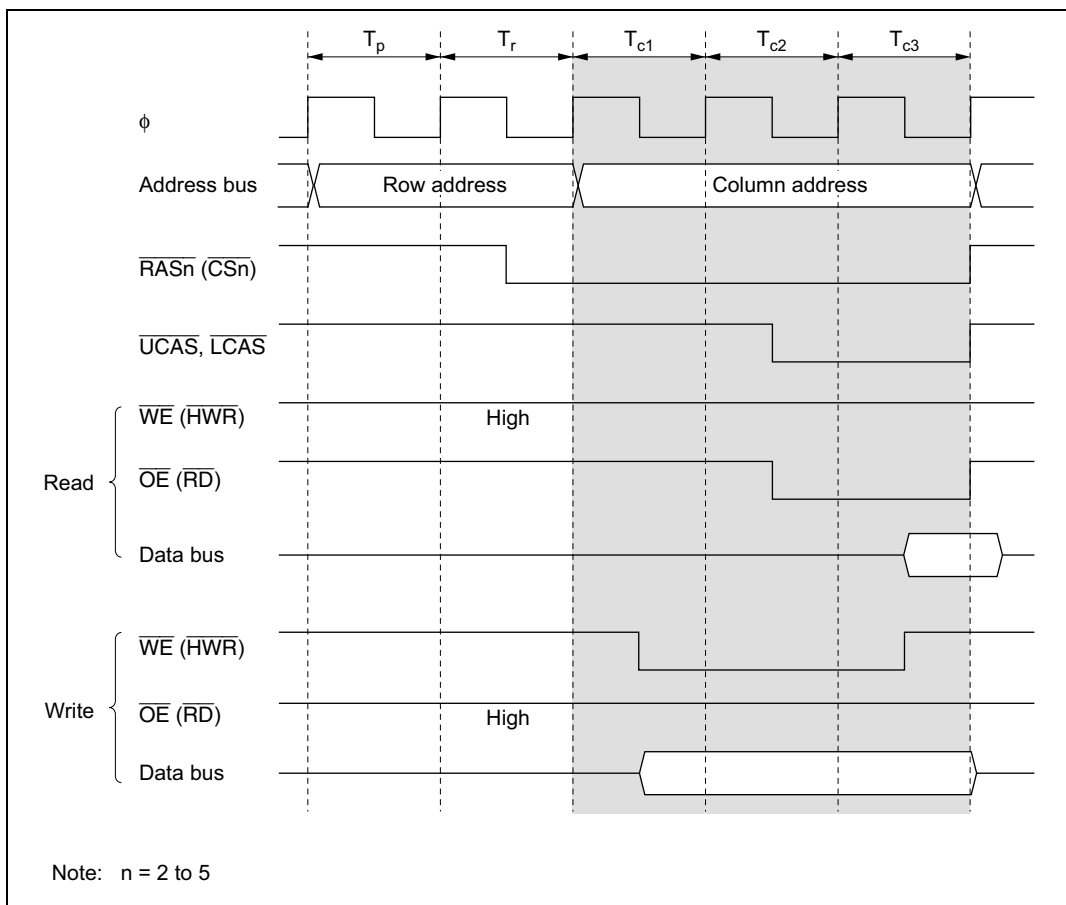 Tp Tr Tc1 Tc2 Tc3
ϕ
Address bus Row address Column address
RASn (CSn)
UCAS, LCAS
WE (HWR) High
Read OE (RD)
Data bus
WE (HWR)
Write OE (RD) High
Data bus
Note: n = 2 to 5